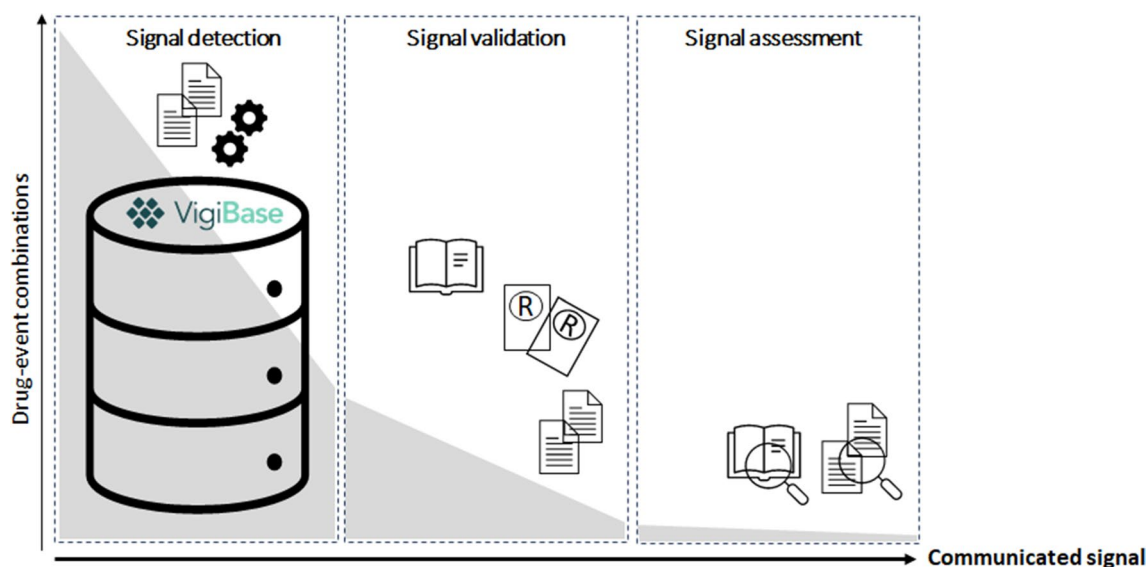 Signal detection
Signal validation
Signal assessment
VigiBase
R
R
Drug-event combinations
Communicated signal